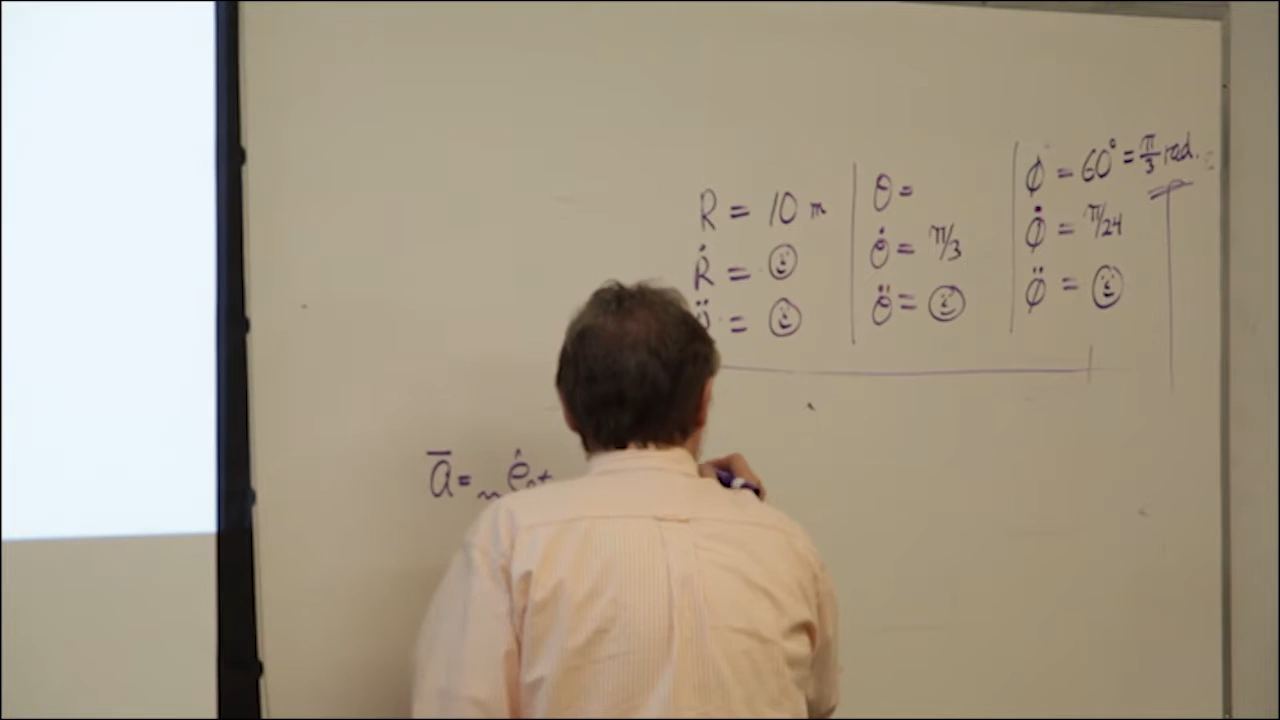 R = 10 m
Ṙ = ☺
= ☺
θ =
θ̇ = π/3
θ̈ = ☺
ϕ = 60° = π/3 rad.
ϕ̇ = π/24
ϕ̈ = ☺
a̅ = ~ ê